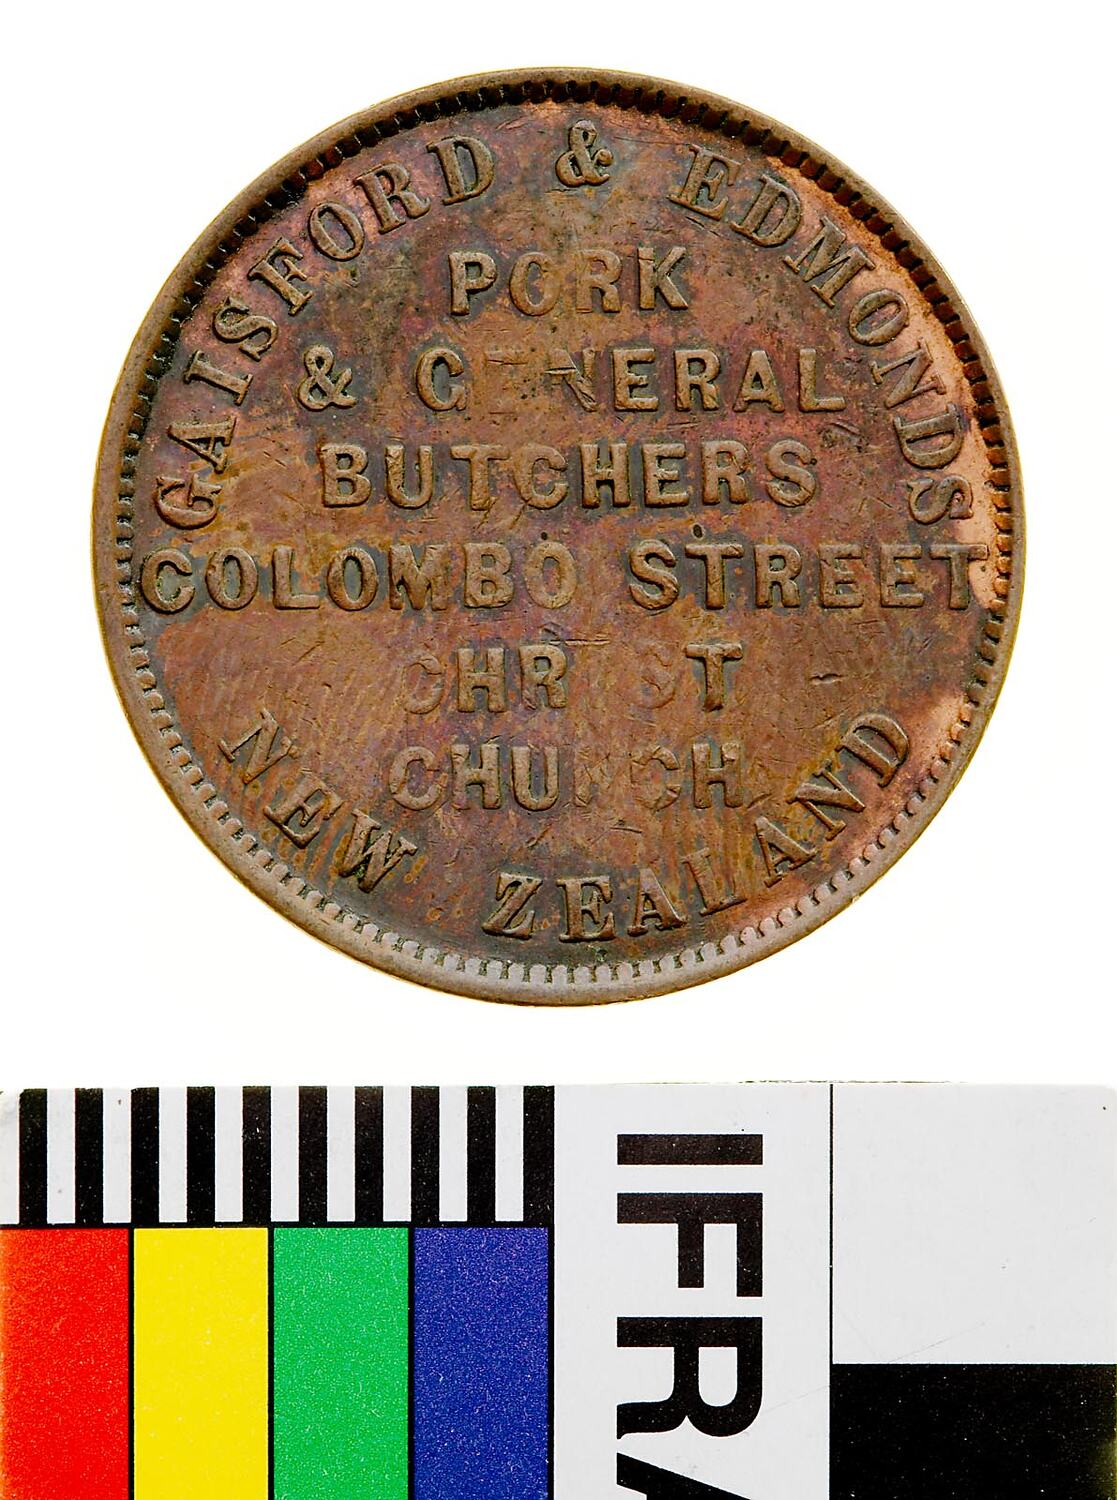 GAISFORD & EDMONDS
PORK
& GENERAL
BUTCHERS
COLOMBO STREET
CHRIST
CHURCH
NEW ZEALAND
IFRA